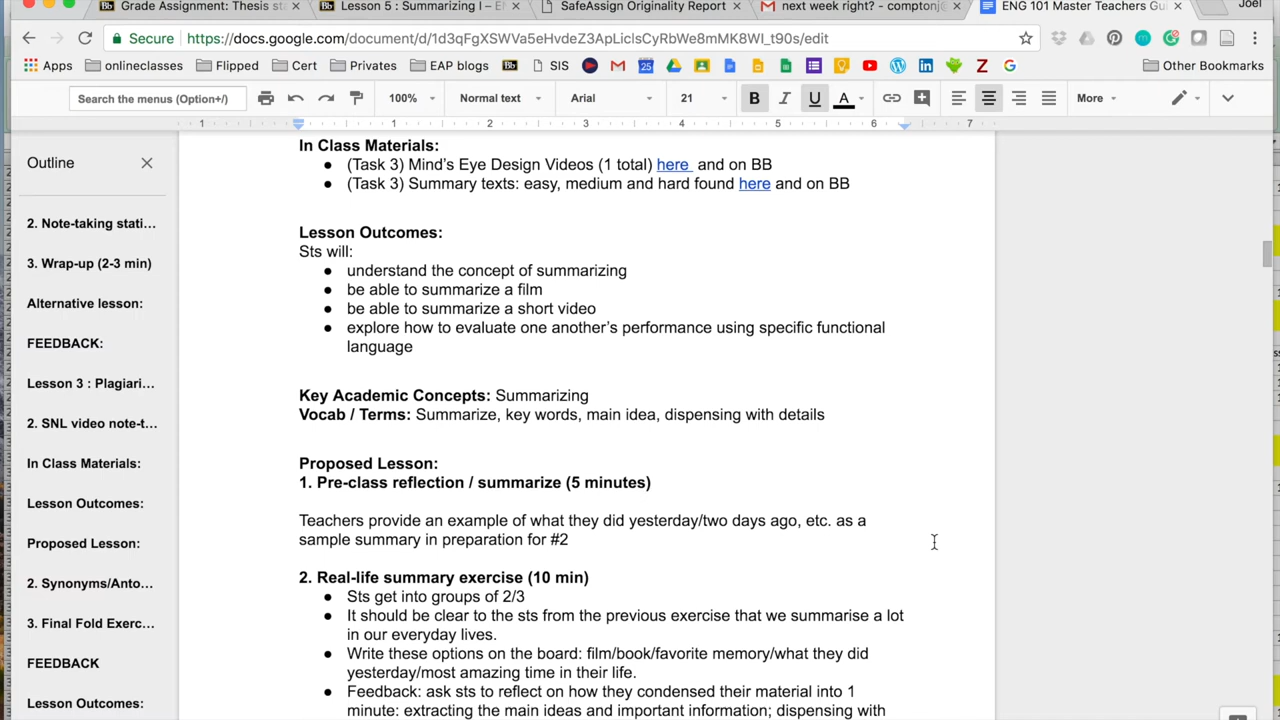 Grade Assignment: Thesis st
Lesson 5 : Summarizing I – E
SafeAssign Originality Report
next week right? - comptonj@
ENG 101 Master Teachers Gui
Joel
Secure
https://docs.google.com/document/d/1d3qFgXSWVa5eHvdeZ3ApLiclsCyRbWe8mMK8WI_t90s/edit
Apps
onlineclasses
Flipped
Cert
Privates
EAP blogs
Bb
SIS
Other Bookmarks
Search the menus (Option+/)
100%
Normal text
Arial
21
B
I
U
A
More
1 1 2 3 4 5 6 7
Outline
2. Note-taking stati...
3. Wrap-up (2-3 min)
Alternative lesson:
FEEDBACK:
Lesson 3 : Plagiari...
2. SNL video note-t...
In Class Materials:
Lesson Outcomes:
Proposed Lesson:
2. Synonyms/Anto...
3. Final Fold Exerc...
FEEDBACK
Lesson Outcomes:
In Class Materials:
● (Task 3) Mind's Eye Design Videos (1 total) here and on BB
● (Task 3) Summary texts: easy, medium and hard found here and on BB
Lesson Outcomes:
Sts will:
● understand the concept of summarizing
● be able to summarize a film
● be able to summarize a short video
● explore how to evaluate one another's performance using specific functional
language
Key Academic Concepts: Summarizing
Vocab / Terms: Summarize, key words, main idea, dispensing with details
Proposed Lesson:
1. Pre-class reflection / summarize (5 minutes)
Teachers provide an example of what they did yesterday/two days ago, etc. as a
sample summary in preparation for #2
2. Real-life summary exercise (10 min)
● Sts get into groups of 2/3
● It should be clear to the sts from the previous exercise that we summarise a lot
in our everyday lives.
● Write these options on the board: film/book/favorite memory/what they did
yesterday/most amazing time in their life.
● Feedback: ask sts to reflect on how they condensed their material into 1
minute: extracting the main ideas and important information; dispensing with